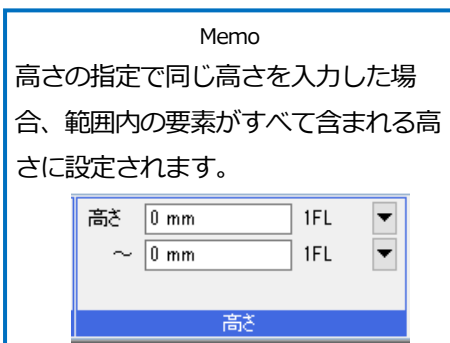 Memo
高さの指定で同じ高さを入力した場
合、範囲内の要素がすべて含まれる高
さに設定されます。
高さ 0 mm 1FL
～ 0 mm 1FL
高さ